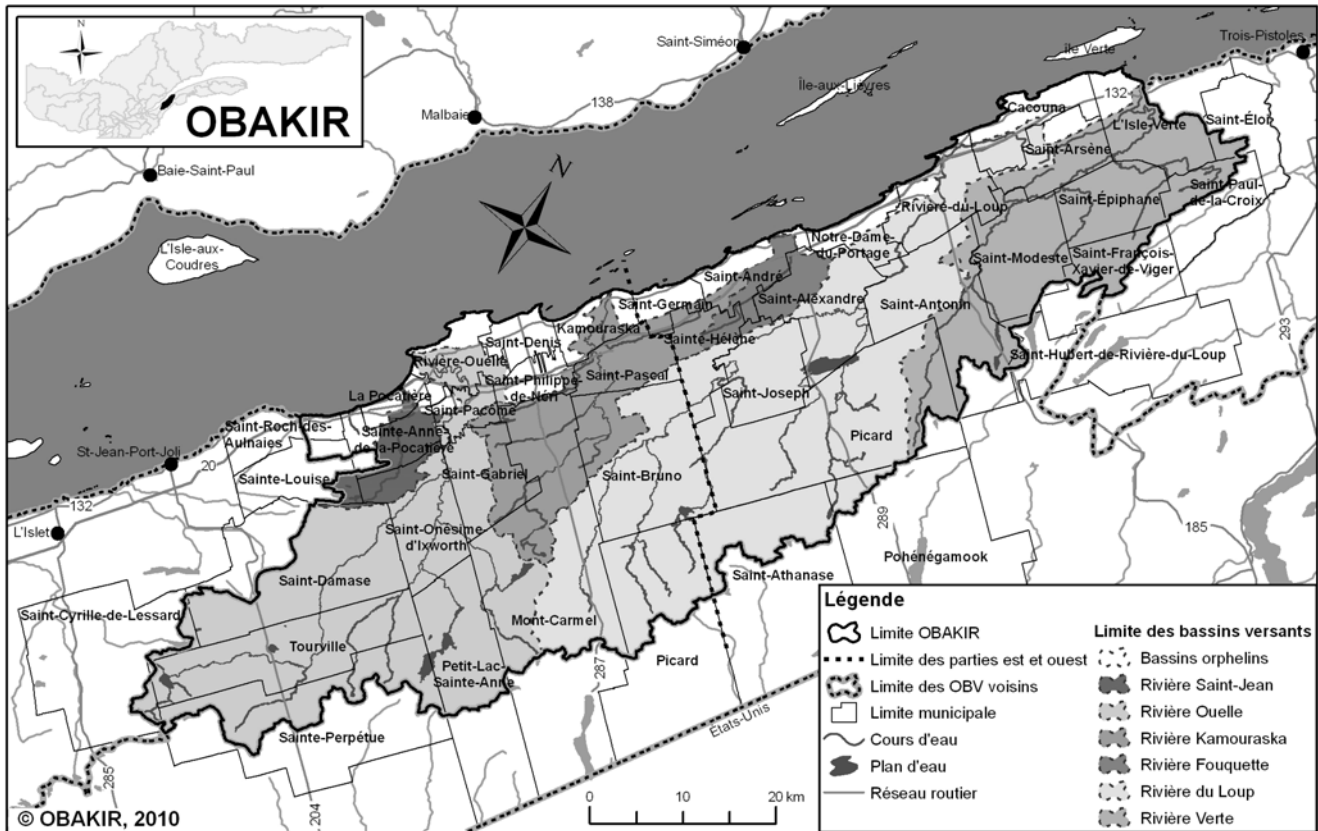 N
OBAKIR
Saint-Siméon
Île Verte
Trois-Pistoles
Île-aux-Lièvres
Malbaie
138
132
Cacouna
L'Isle-Verte
Saint-Éloi
Baie-Saint-Paul
Saint-Arsène
N
Saint-Paul-
de-la-Croix
Rivière-du-Loup
Saint-Épiphane
L'Isle-aux-
Coudres
Notre-Dame-
du-Portage
Saint-Modeste
Saint-François-
Xavier-de-Viger
Saint-André
Saint-Germain
Saint-Alexandre
Saint-Antonin
Kamouraska
Sainte-Hélène
293
Saint-Denis
Rivière-Ouelle
Saint-Hubert-de-Rivière-du-Loup
Saint-Philippe-
de-Néri
Saint-Pascal
Saint-Joseph
La Pocatière
Saint-Pacôme
Saint-Roch-des-
Aulnaies
Sainte-Anne-
de-la-Pocatière
Picard
St-Jean-Port-Joli
20
Sainte-Louise
Saint-Gabriel
Saint-Bruno
132
L'Islet
Saint-Onésime-
d'Ixworth
289
185
Pohénégamook
Saint-Damase
Saint-Athanase
Saint-Cyrille-de-Lessard
Mont-Carmel
Tourville
Petit-Lac-
Sainte-Anne
287
Picard
Sainte-Perpétue
États-Unis
285
204
0 10 20 km
© OBAKIR, 2010
Légende
Limite OBAKIR
Limite des parties est et ouest
Limite des OBV voisins
Limite municipale
Cours d'eau
Plan d'eau
Réseau routier
Limite des bassins versants
Bassins orphelins
Rivière Saint-Jean
Rivière Ouelle
Rivière Kamouraska
Rivière Fouquette
Rivière du Loup
Rivière Verte